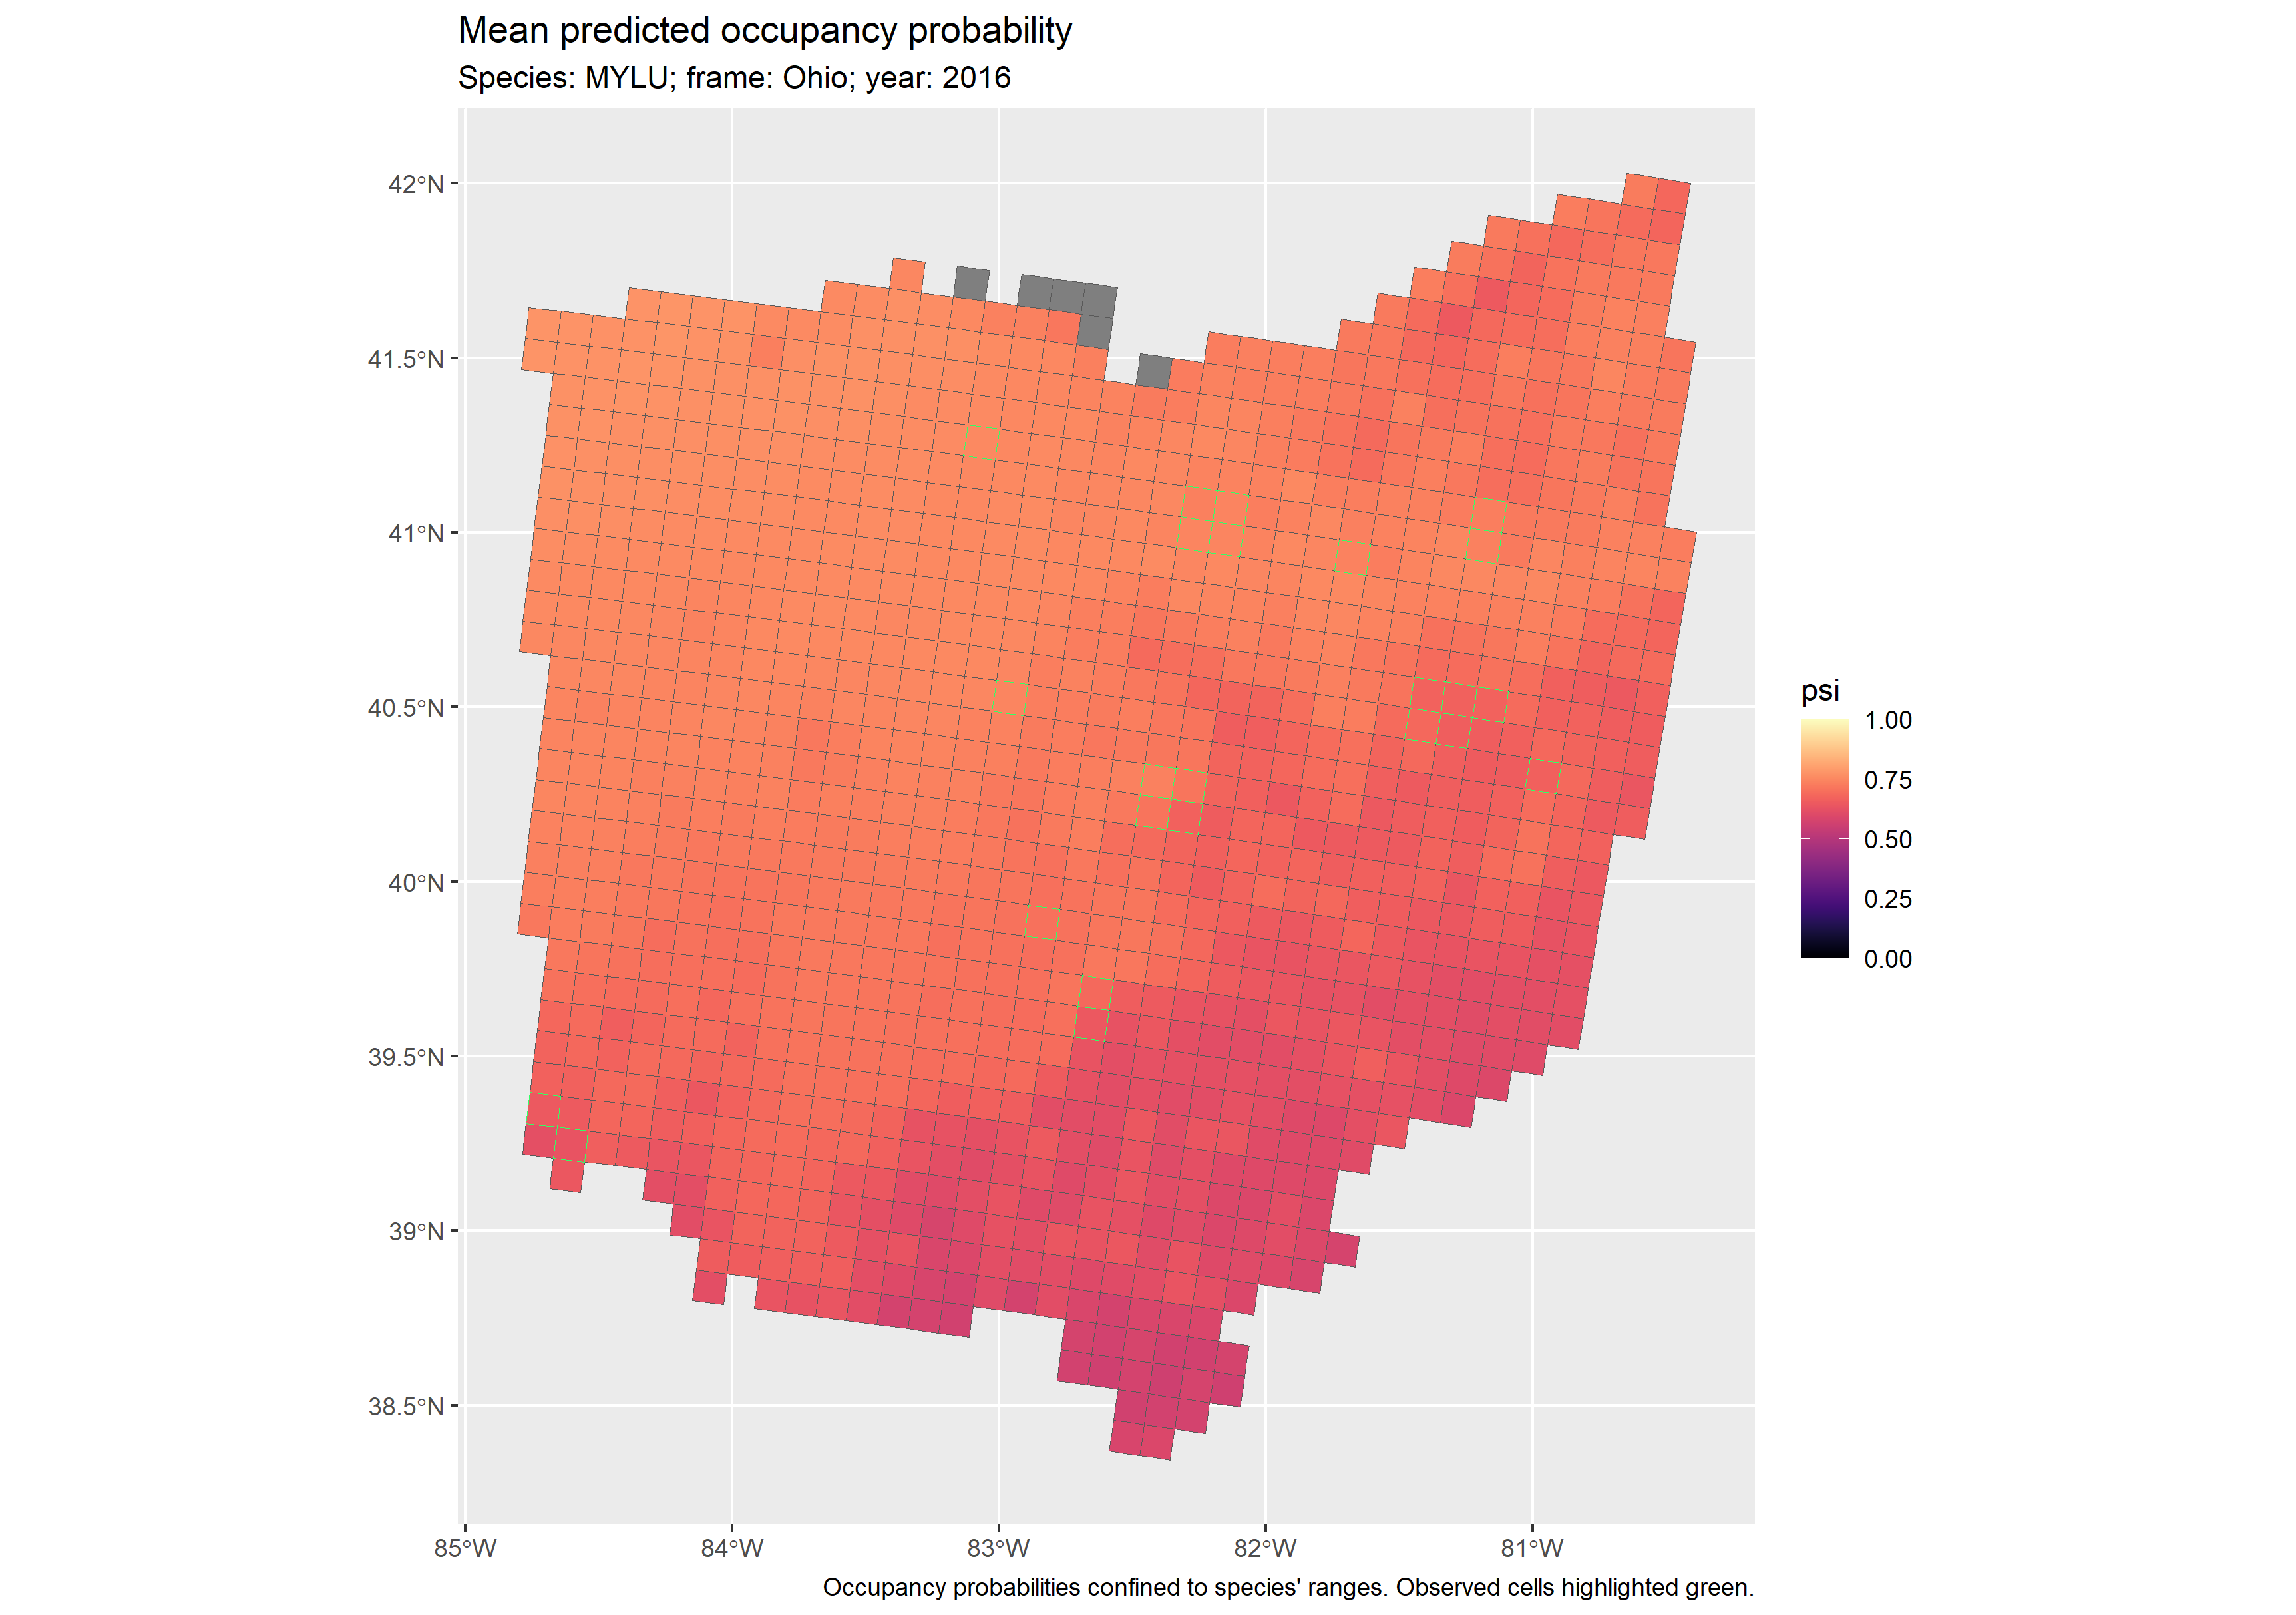 Mean predicted occupancy probability
Species: MYLU; frame: Ohio; year: 2016
42°N
41.5°N
41°N
40.5°N
40°N
39.5°N
39°N
38.5°N
85°W
84°W
83°W
82°W
81°W
psi
1.00
0.75
0.50
0.25
0.00
Occupancy probabilities confined to species' ranges. Observed cells highlighted green.